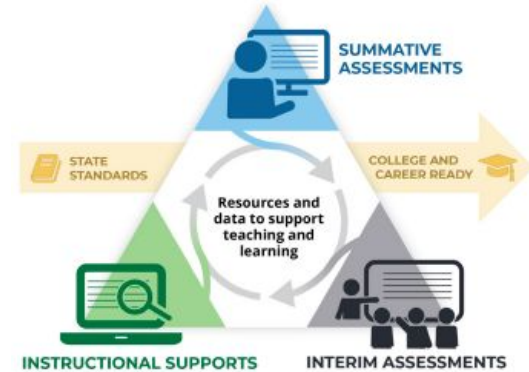 SUMMATIVE
ASSESSMENTS
STATE
STANDARDS
COLLEGE AND
CAREER READY
Resources and
data to support
teaching and
learning
INSTRUCTIONAL SUPPORTS
INTERIM ASSESSMENTS